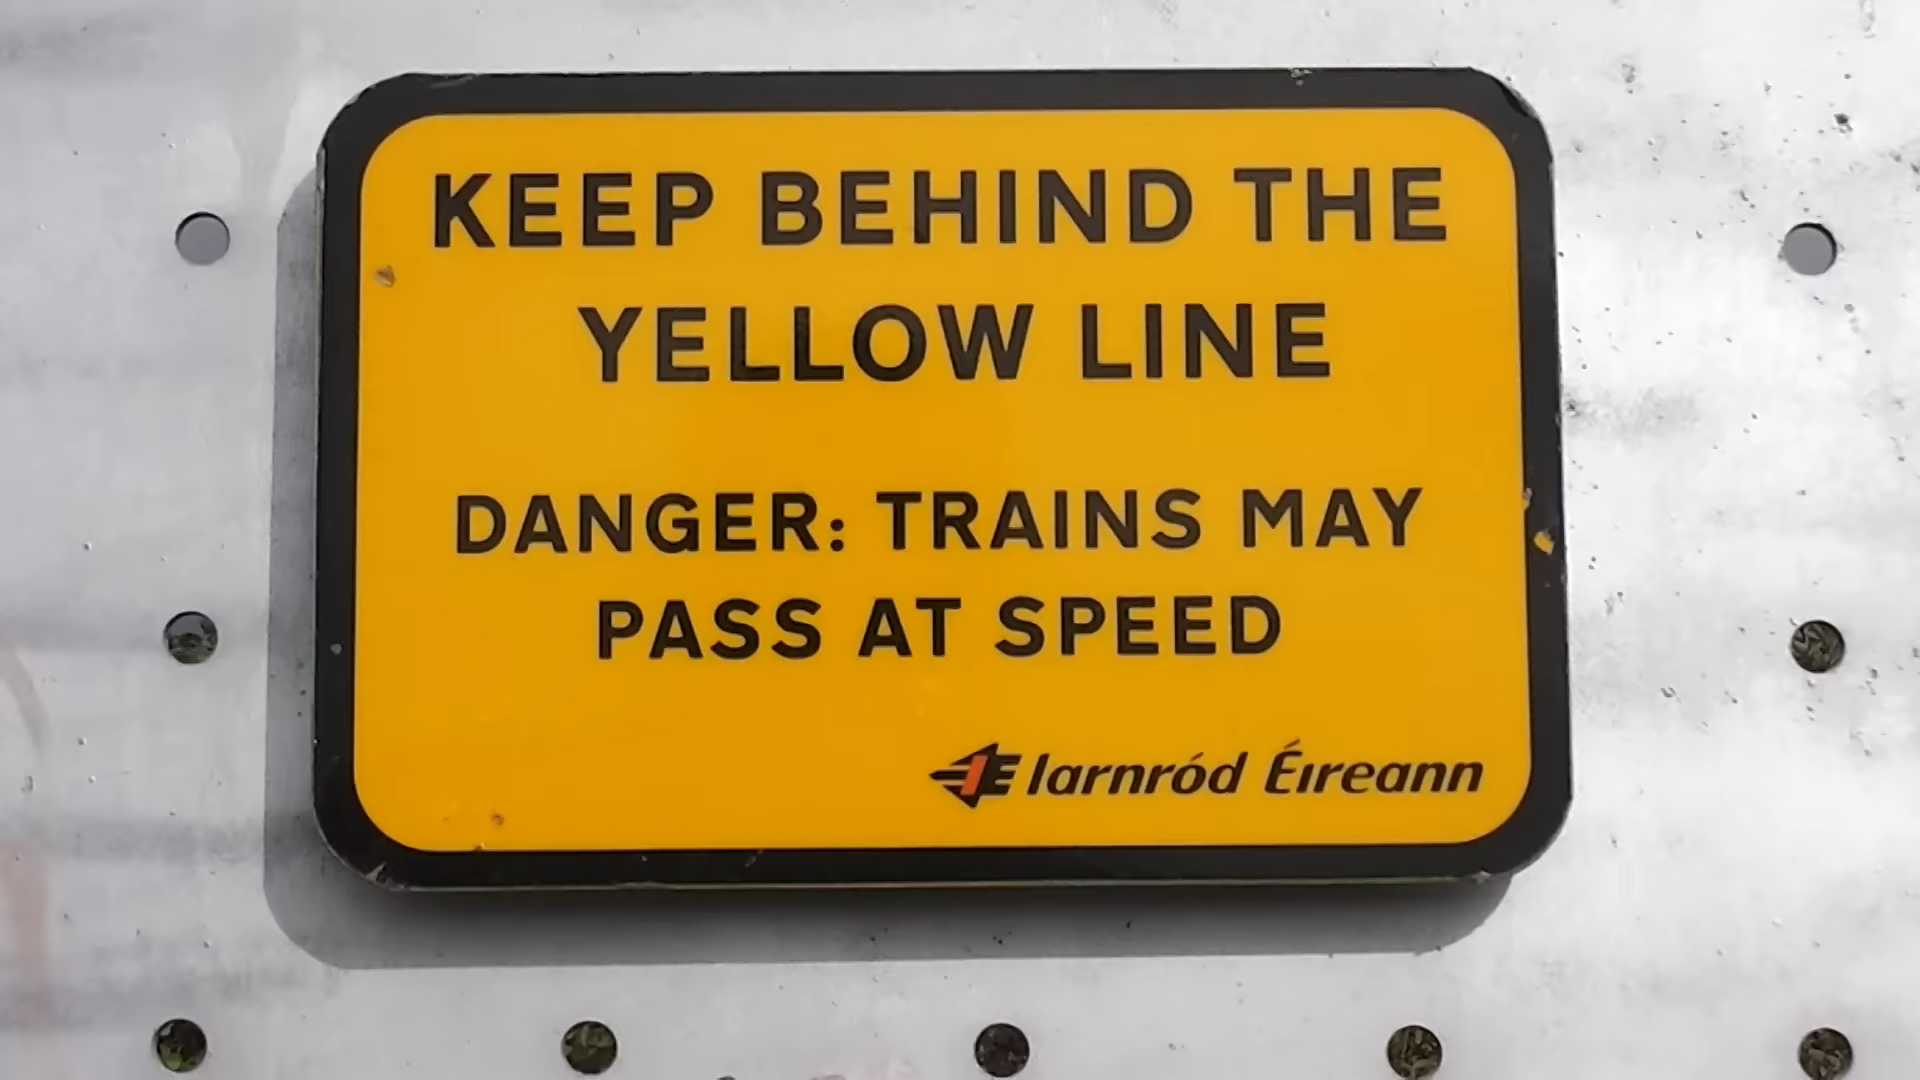 KEEP BEHIND THE
YELLOW LINE
DANGER: TRAINS MAY
PASS AT SPEED
Iarnród Éireann